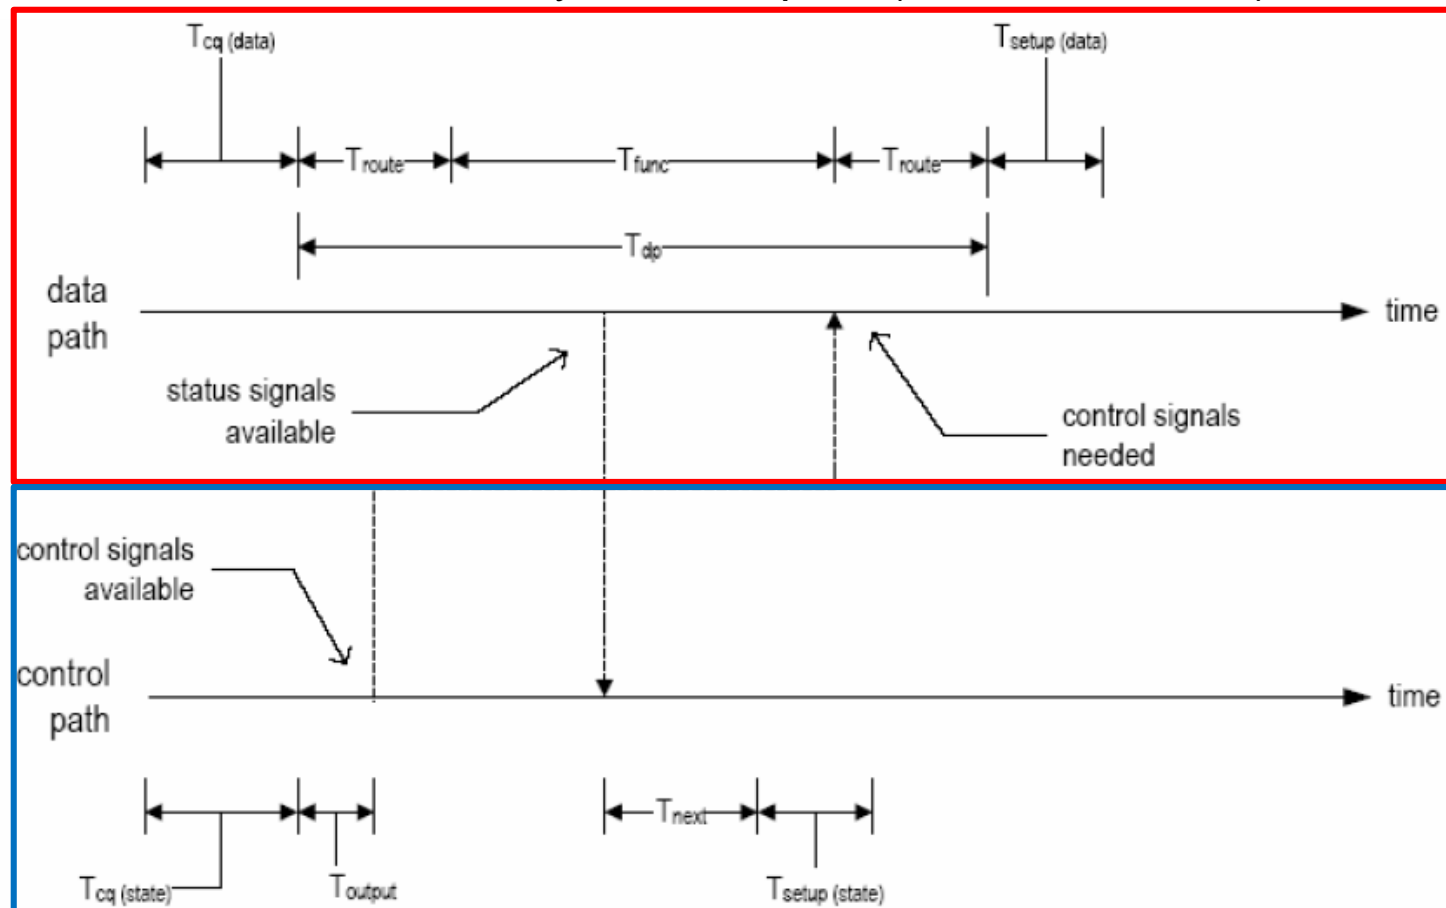 Tcq (data)
Tsetup (data)
Troute
Tfunc
Troute
Tdp
data
path
time
status signals
available
control signals
needed
control signals
available
control
path
time
Tnext
Tcq (state)
Toutput
Tsetup (state)